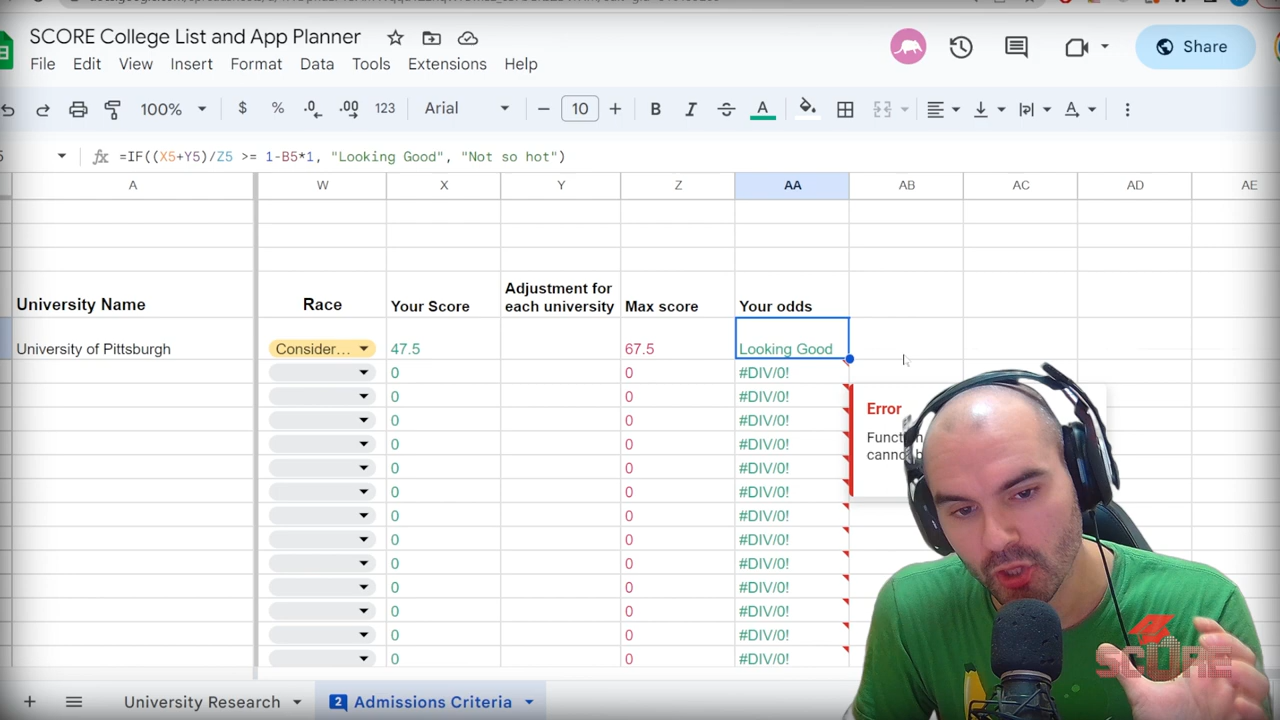 SCORE College List and App Planner
Share
File Edit View Insert Format Data Tools Extensions Help
100% $ % .0 .00 123 Arial 10 B I A
fx =IF((X5+Y5)/Z5 >= 1-B5*1, "Looking Good", "Not so hot")
A W X Y Z AA AB AC AD AE
University Name Race Your Score Adjustment for each university Max score Your odds
University of Pittsburgh Consider... 47.5 67.5 Looking Good
0 0 #DIV/0!
0 0 #DIV/0!
0 0 #DIV/0!
0 0 #DIV/0!
0 0 #DIV/0!
0 0 #DIV/0!
0 0 #DIV/0!
0 0 #DIV/0!
0 0 #DIV/0!
0 0 #DIV/0!
0 0 #DIV/0!
0 0 #DIV/0!
0 0 #DIV/0!
Error
SCORE
University Research 2 Admissions Criteria